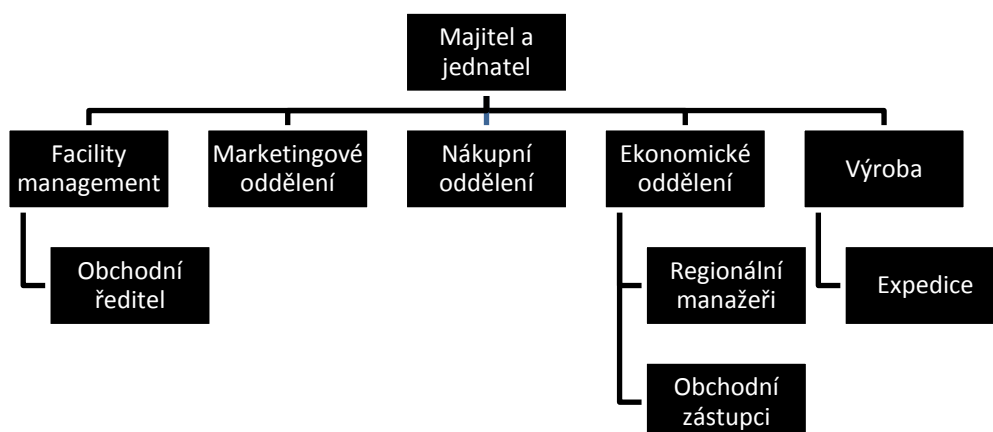 Majitel a
jednatel
Facility
management
Marketingové
oddělení
Nákupní
oddělení
Ekonomické
oddělení
Výroba
Obchodní
ředitel
Regionální
manažeři
Expedice
Obchodní
zástupci